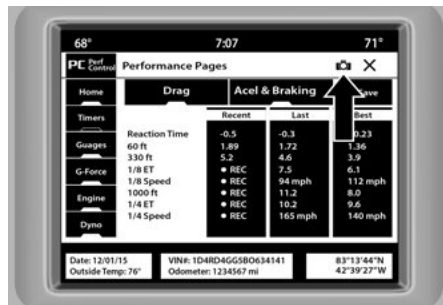 68° 7:07 71°
PC Perf Control Performance Pages
Home Drag Acel & Braking Save
Timers Recent Last Best
Reaction Time -0.5 -0.3 0.23
60 ft 1.89 1.72 1.36
Guages 330 ft 5.2 4.6 3.9
1/8 ET • REC 7.5 6.1
G-Force 1/8 Speed • REC 94 mph 112 mph
1000 ft • REC 11.2 8.0
Engine 1/4 ET • REC 10.2 9.6
1/4 Speed • REC 165 mph 140 mph
Dyno
Date: 12/01/15 VIN#: 1D4RD4GG5BO634141 83°13'44"N
Outside Temp: 76° Odometer: 1234567 mi 42°39'27"W